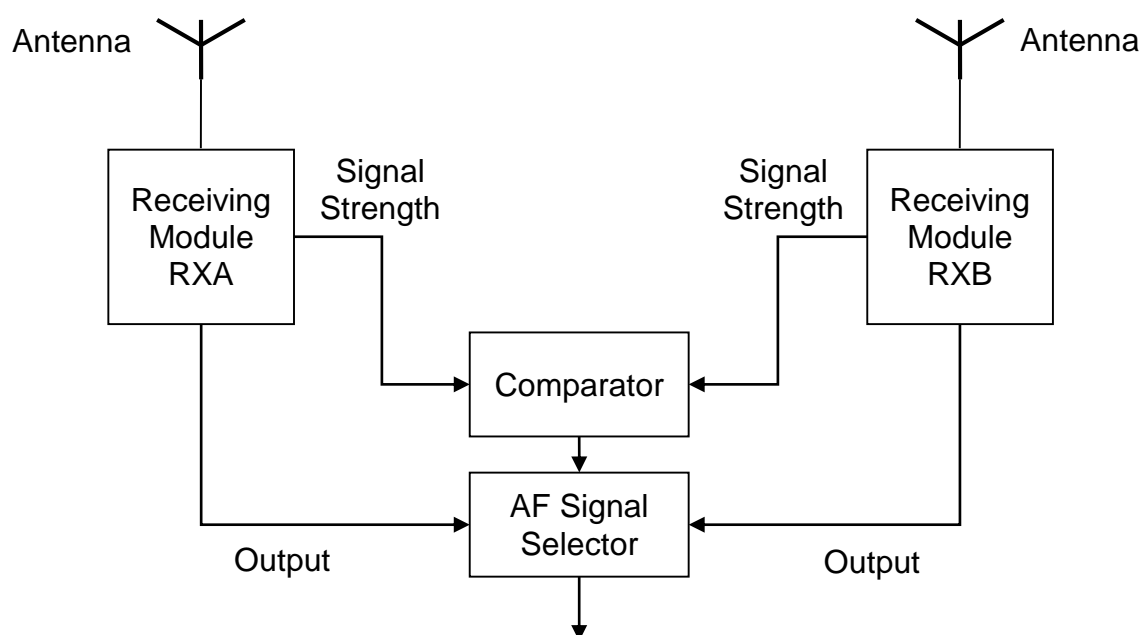 Antenna
Antenna
Receiving
Module
RXA
Signal
Strength
Signal
Strength
Receiving
Module
RXB
Comparator
AF Signal
Selector
Output
Output